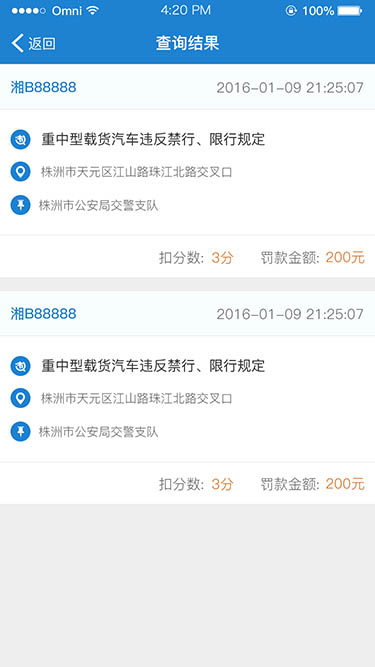 Omni 4:20 PM 100%
返回 查询结果
湘B88888 2016-01-09 21:25:07
重中型载货汽车违反禁行、限行规定
株洲市天元区江山路珠江北路交叉口
株洲市公安局交警支队
扣分数: 3分 罚款金额: 200元
湘B88888 2016-01-09 21:25:07
重中型载货汽车违反禁行、限行规定
株洲市天元区江山路珠江北路交叉口
株洲市公安局交警支队
扣分数: 3分 罚款金额: 200元